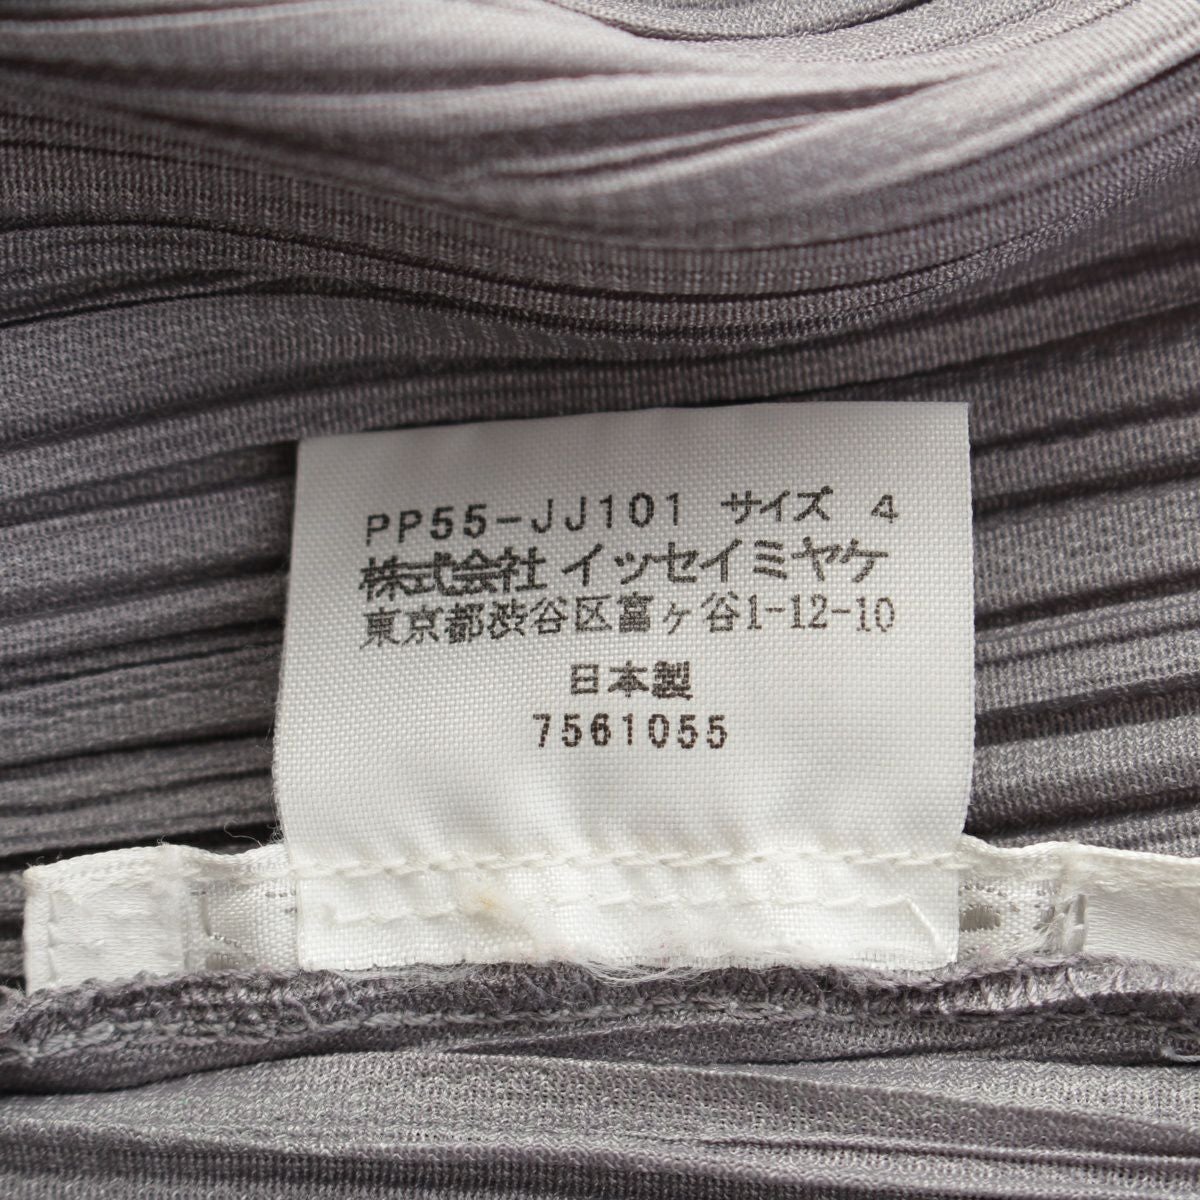 PP55-JJ101 サイズ 4
株式会社 イッセイミヤケ
東京都渋谷区富ヶ谷1-12-10
日本製
7561055